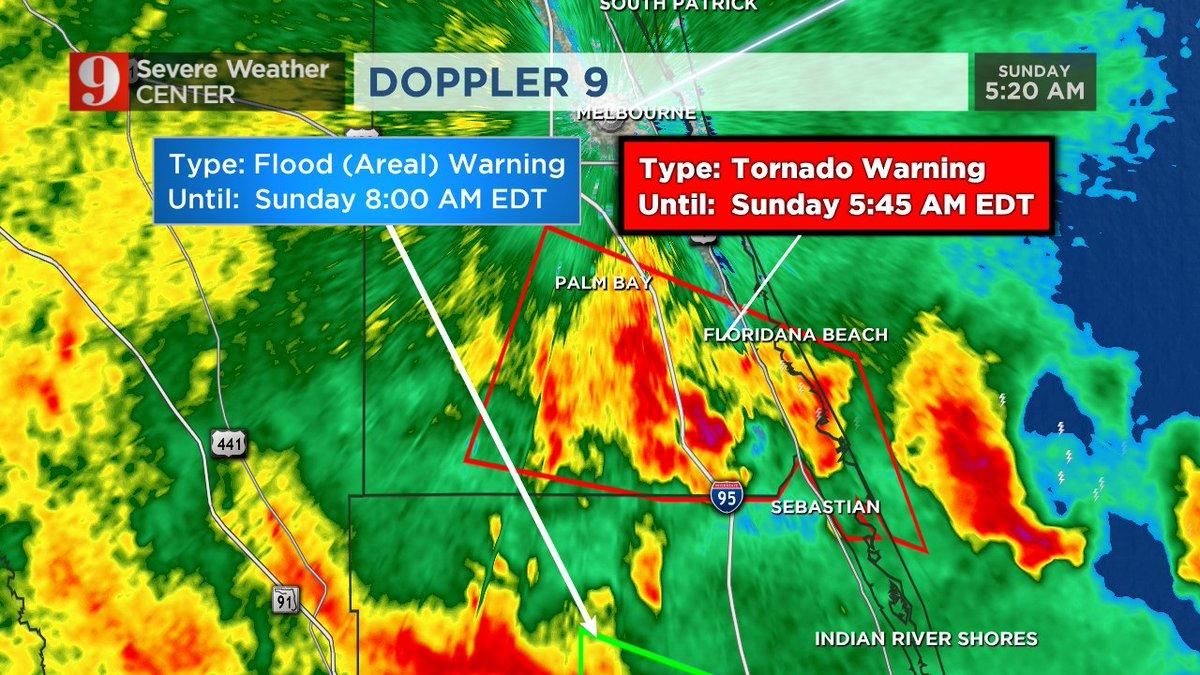 SOUTH PATRICK
9 Severe Weather
CENTER
DOPPLER 9
SUNDAY
5:20 AM
MELBOURNE
Type: Flood (Areal) Warning
Until: Sunday 8:00 AM EDT
Type: Tornado Warning
Until: Sunday 5:45 AM EDT
PALM BAY
FLORIDANA BEACH
441
95
SEBASTIAN
91
INDIAN RIVER SHORES